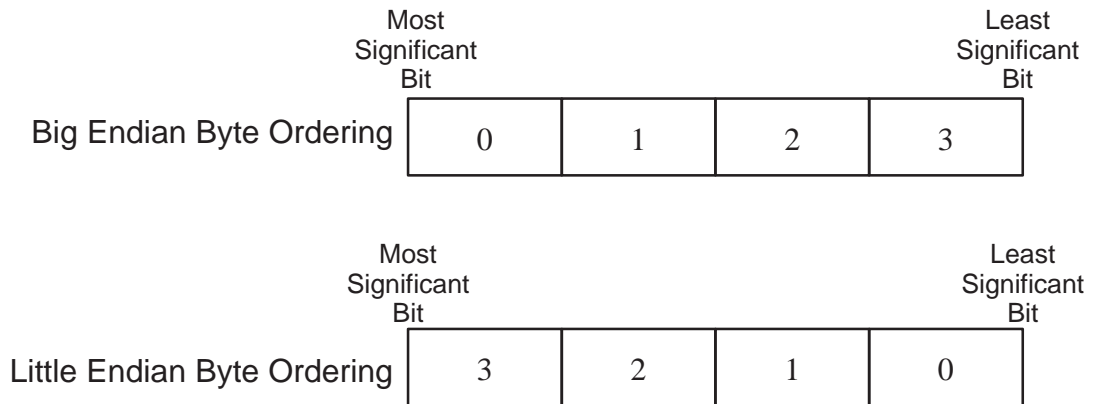 Most
Significant
Bit
Least
Significant
Bit
Big Endian Byte Ordering
0 1 2 3
Most
Significant
Bit
Least
Significant
Bit
Little Endian Byte Ordering
3 2 1 0